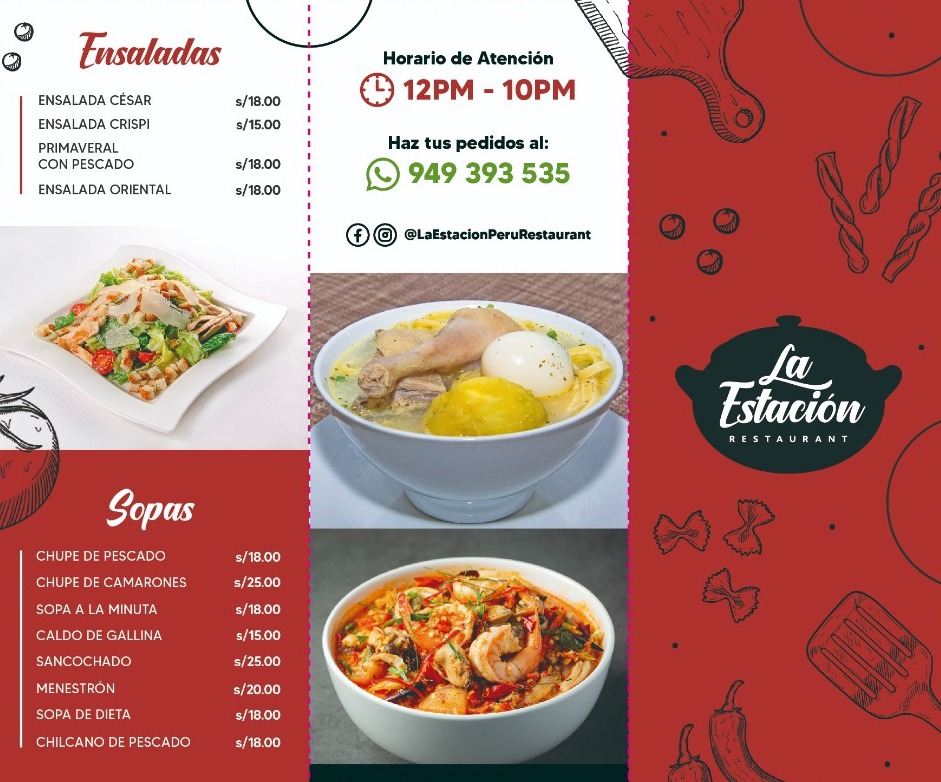 Ensaladas
ENSALADA CÉSAR s/18.00
ENSALADA CRISPI s/15.00
PRIMAVERAL
CON PESCADO s/18.00
ENSALADA ORIENTAL s/18.00
Sopas
CHUPE DE PESCADO s/18.00
CHUPE DE CAMARONES s/25.00
SOPA A LA MINUTA s/18.00
CALDO DE GALLINA s/15.00
SANCOCHADO s/25.00
MENESTRÓN s/20.00
SOPA DE DIETA s/18.00
CHILCANO DE PESCADO s/18.00
Horario de Atención
12PM - 10PM
Haz tus pedidos al:
949 393 535
@LaEstacionPeruRestaurant
La
Estación
RESTAURANT